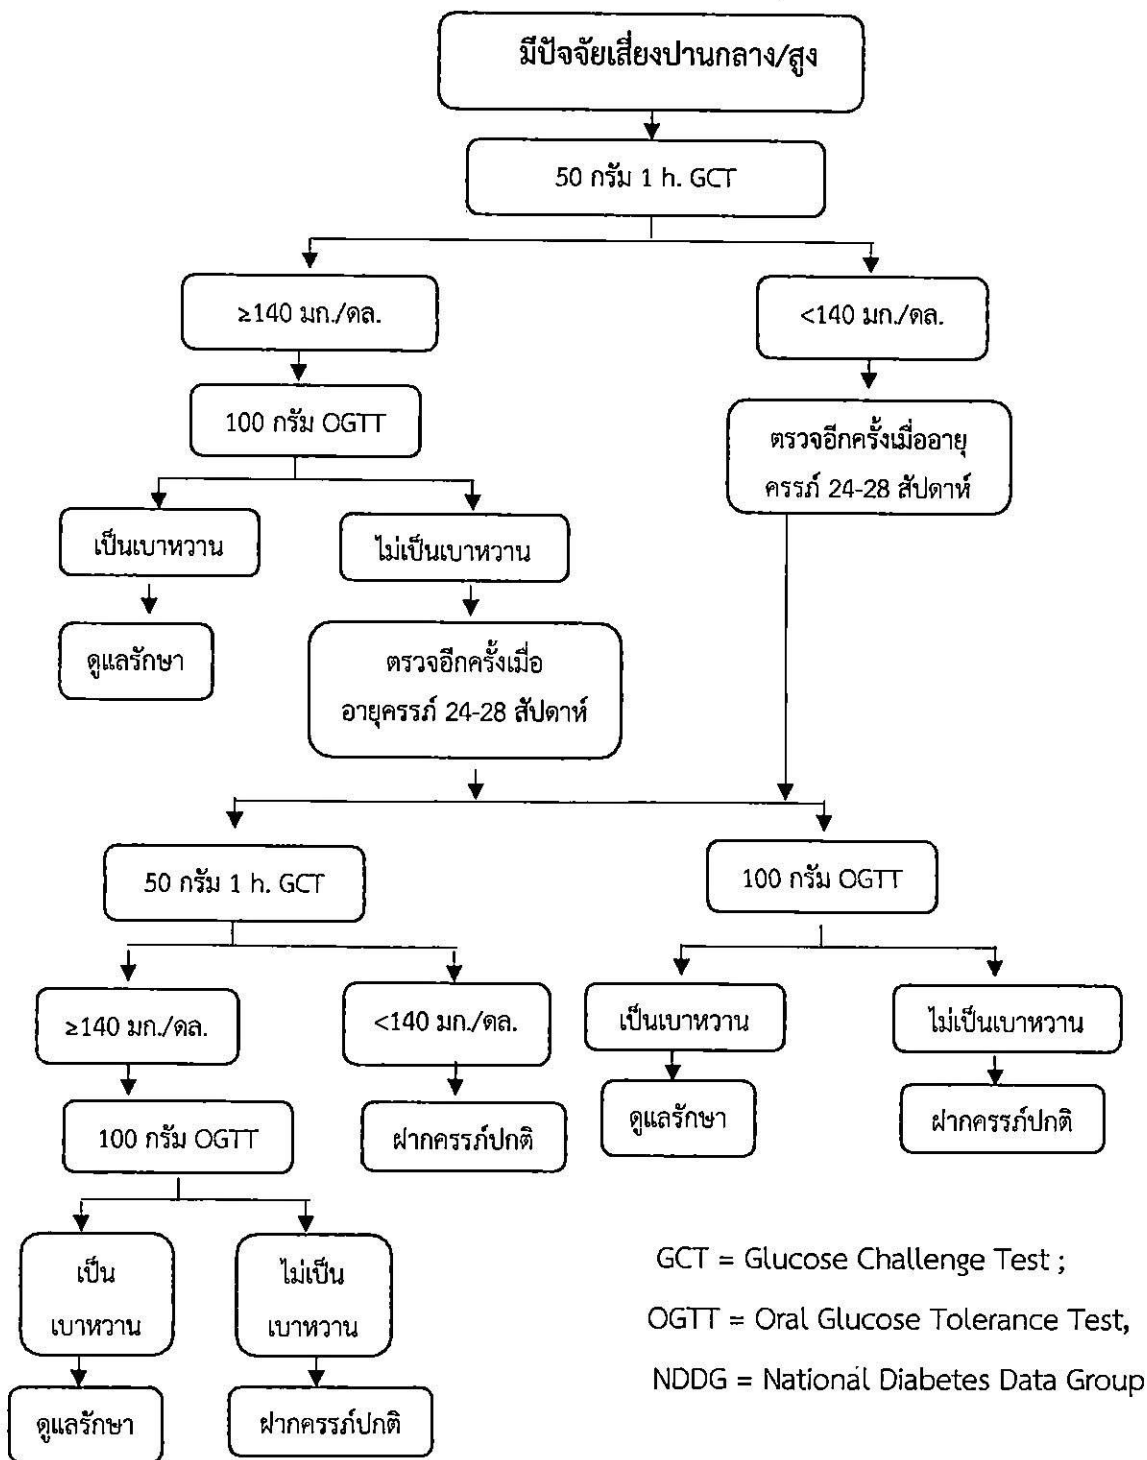 มีปัจจัยเสี่ยงปานกลาง/สูง
50 กรัม 1 h. GCT
≥140 มก./ดล.
<140 มก./ดล.
100 กรัม OGTT
ตรวจอีกครั้งเมื่ออายุ
ครรภ์ 24-28 สัปดาห์
เป็นเบาหวาน
ไม่เป็นเบาหวาน
ดูแลรักษา
ตรวจอีกครั้งเมื่อ
อายุครรภ์ 24-28 สัปดาห์
50 กรัม 1 h. GCT
100 กรัม OGTT
≥140 มก./ดล.
<140 มก./ดล.
เป็นเบาหวาน
ไม่เป็นเบาหวาน
100 กรัม OGTT
ฝากครรภ์ปกติ
ดูแลรักษา
ฝากครรภ์ปกติ
เป็น
เบาหวาน
ไม่เป็น
เบาหวาน
ดูแลรักษา
ฝากครรภ์ปกติ
GCT = Glucose Challenge Test ;
OGTT = Oral Glucose Tolerance Test,
NDDG = National Diabetes Data Group